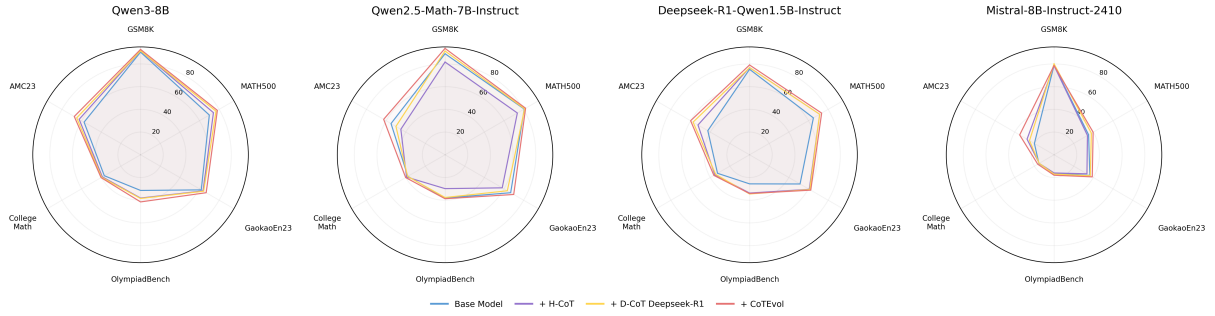 Qwen3-8B
GSM8K
MATH500
AMC23
80
60
40
20
College
Math
GaokaoEn23
OlympiadBench
Qwen2.5-Math-7B-Instruct
GSM8K
MATH500
AMC23
80
60
40
20
College
Math
GaokaoEn23
OlympiadBench
Deepseek-R1-Qwen1.5B-Instruct
GSM8K
MATH500
AMC23
80
60
40
20
College
Math
GaokaoEn23
OlympiadBench
Mistral-8B-Instruct-2410
GSM8K
MATH500
AMC23
80
60
40
20
College
Math
GaokaoEn23
OlympiadBench
Base Model
+ H-CoT
+ D-CoT Deepseek-R1
+ CoTEvol